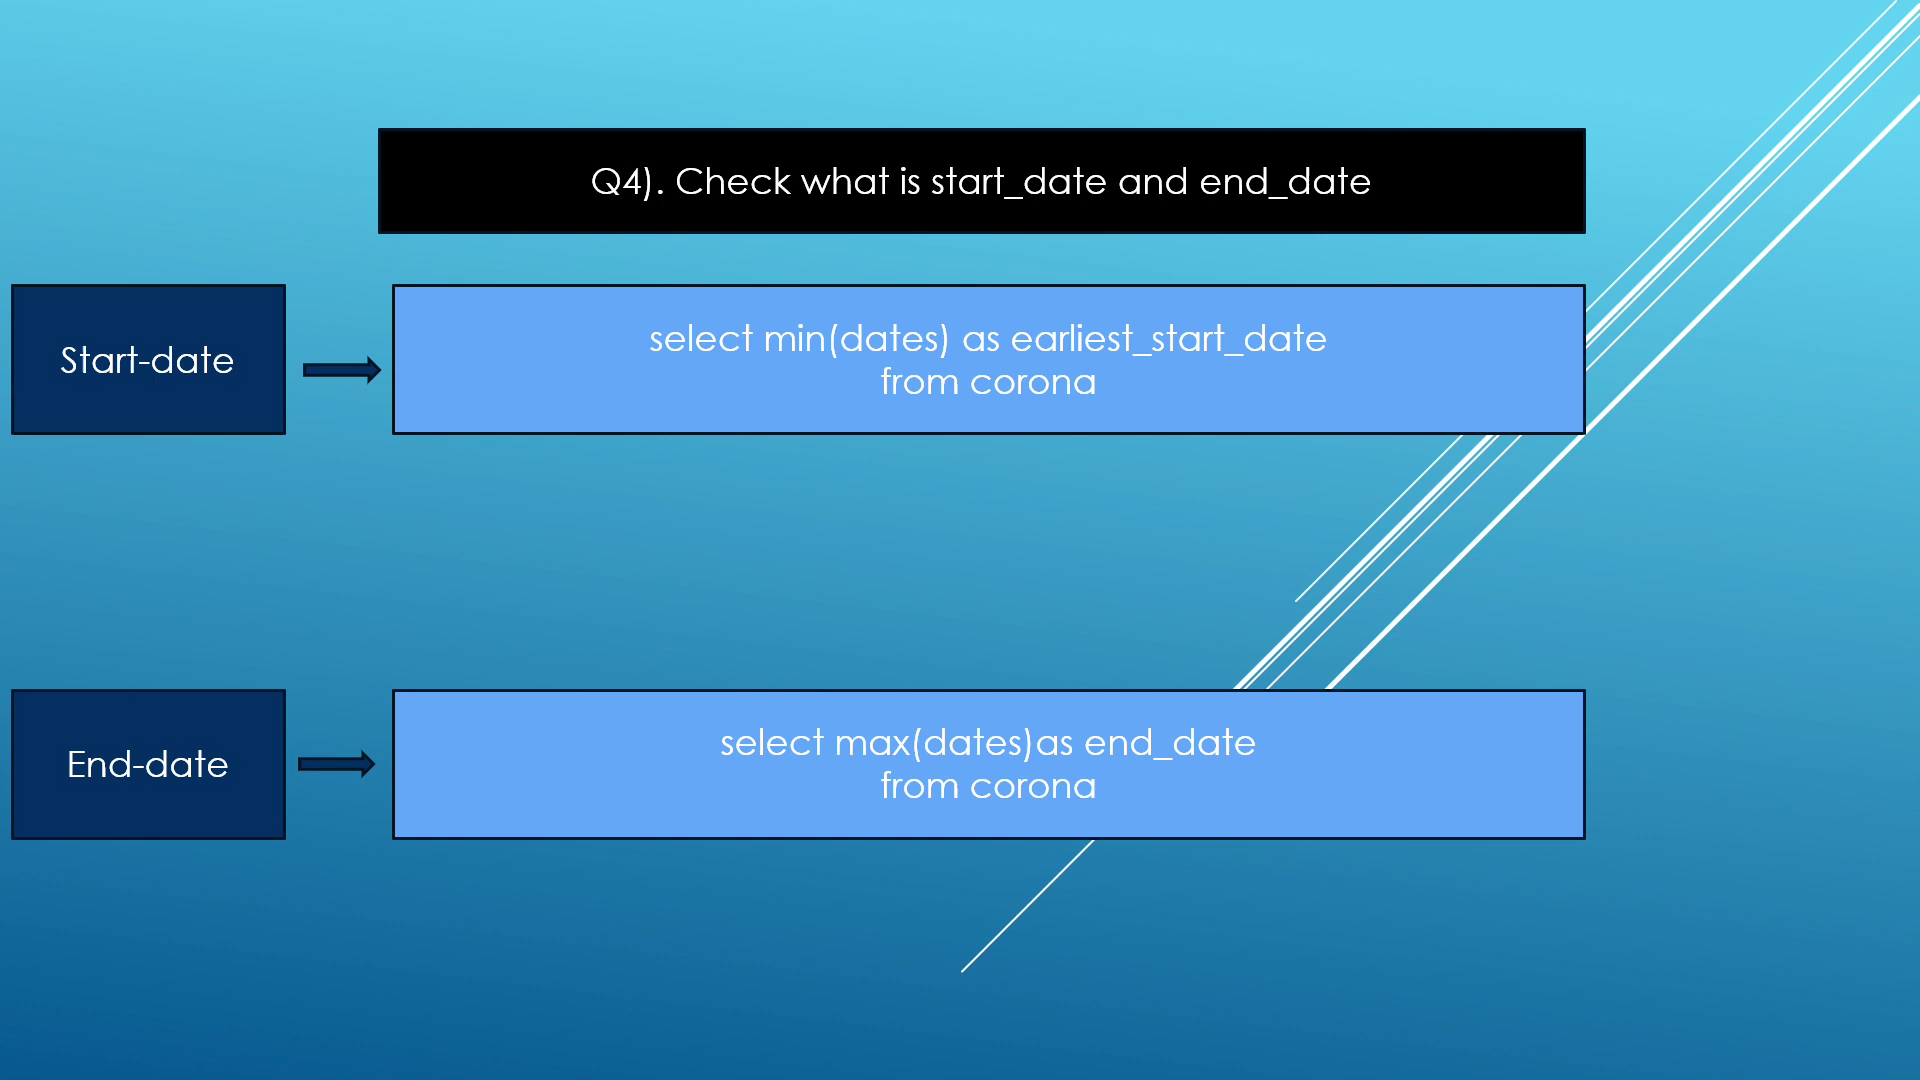 Q4). Check what is start_date and end_date
Start-date
select min(dates) as earliest_start_date
from corona
End-date
select max(dates)as end_date
from corona